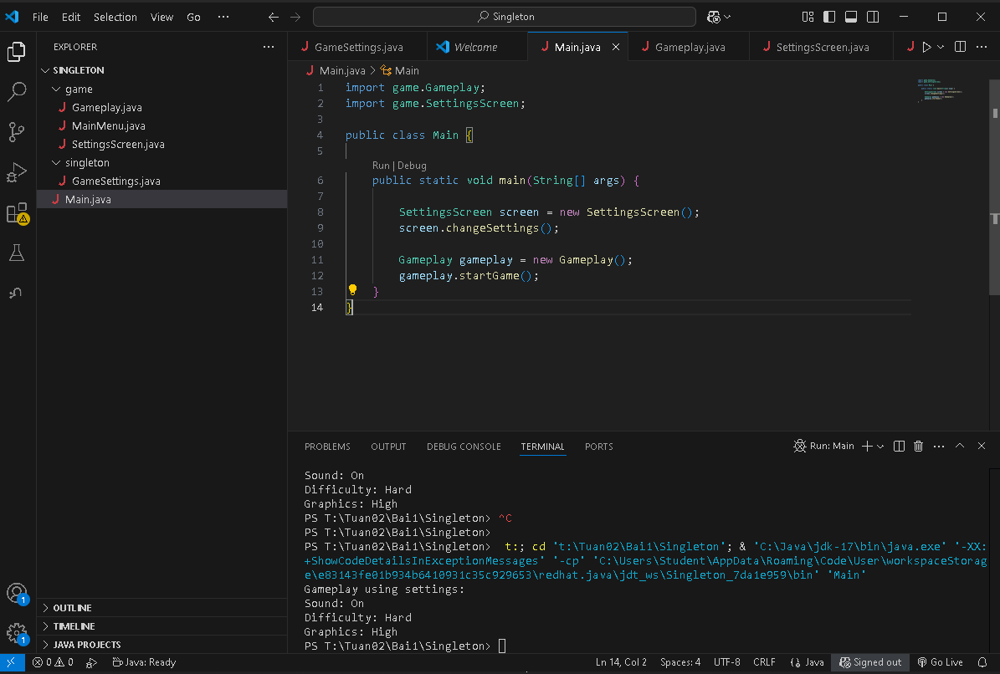 File Edit Selection View Go ··· Singleton
EXPLORER ···
SINGLETON
game
Gameplay.java
MainMenu.java
SettingsScreen.java
singleton
GameSettings.java
Main.java
OUTLINE
TIMELINE
JAVA PROJECTS
1
1
GameSettings.java Welcome Main.java Gameplay.java SettingsScreen.java
Main.java > Main
1 import game.Gameplay;
2 import game.SettingsScreen;
3
4 public class Main {
5
Run | Debug
6 public static void main(String[] args) {
7
8 SettingsScreen screen = new SettingsScreen();
9 screen.changeSettings();
10
11 Gameplay gameplay = new Gameplay();
12 gameplay.startGame();
13 }
14 }
PROBLEMS OUTPUT DEBUG CONSOLE TERMINAL PORTS Run: Main
Sound: On
Difficulty: Hard
Graphics: High
PS T:\Tuan02\Bai1\Singleton> ^C
PS T:\Tuan02\Bai1\Singleton>
PS T:\Tuan02\Bai1\Singleton>  t:; cd 't:\Tuan02\Bai1\Singleton'; & 'C:\Java\jdk-17\bin\java.exe' '-XX:
+ShowCodeDetailsInExceptionMessages' '-cp' 'C:\Users\Student\AppData\Roaming\Code\User\workspaceStorag
e\e83143fe01b934b6410931c35c929653\redhat.java\jdt_ws\Singleton_7da1e959\bin' 'Main'
Gameplay using settings:
Sound: On
Difficulty: Hard
Graphics: High
PS T:\Tuan02\Bai1\Singleton>
0 0 Java: Ready Ln 14, Col 2 Spaces: 4 UTF-8 CRLF {} Java Signed out Go Live